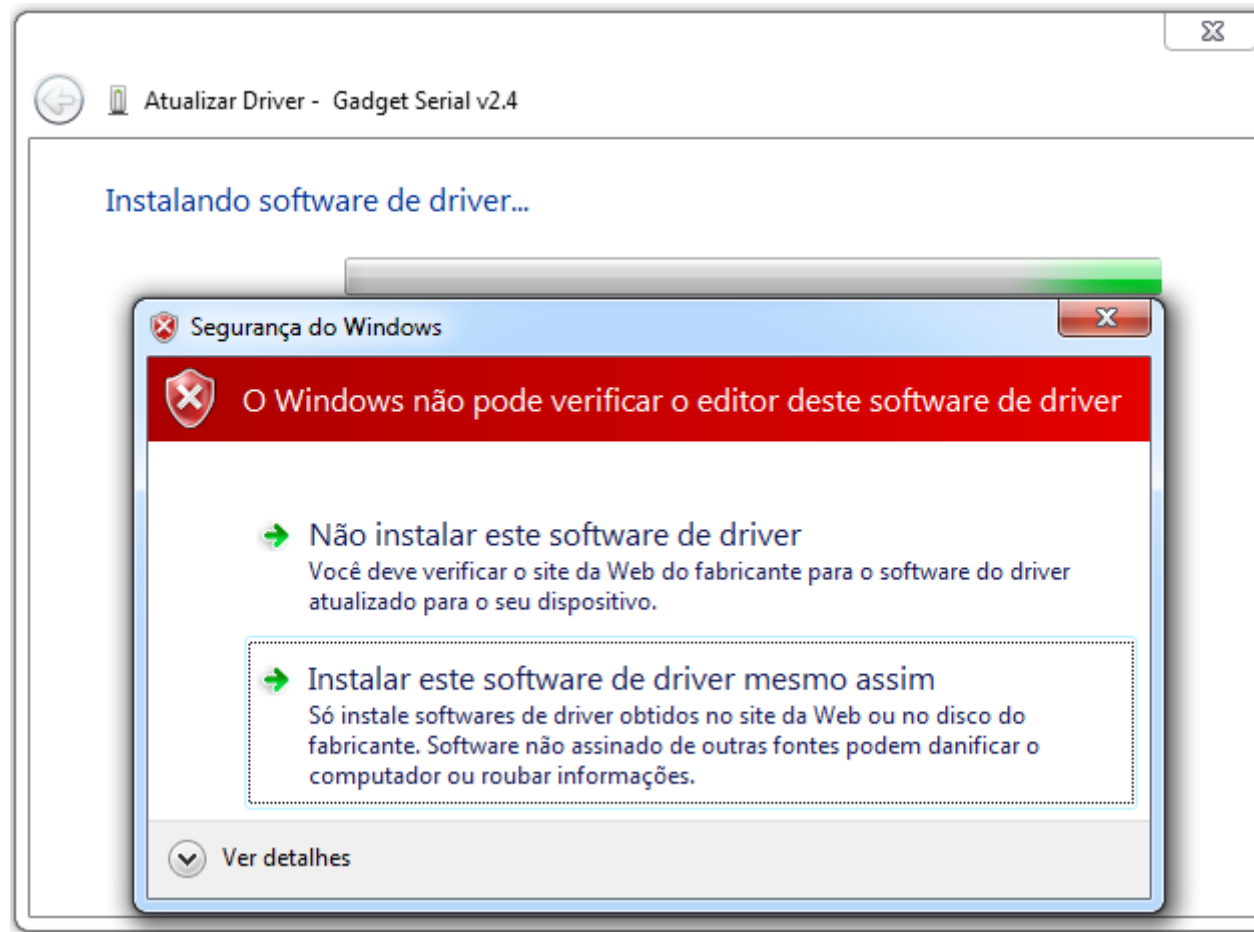 Atualizar Driver - Gadget Serial v2.4
Instalando software de driver...
Segurança do Windows
O Windows não pode verificar o editor deste software de driver
Não instalar este software de driver
Você deve verificar o site da Web do fabricante para o software do driver
atualizado para o seu dispositivo.
Instalar este software de driver mesmo assim
Só instale softwares de driver obtidos no site da Web ou no disco do
fabricante. Software não assinado de outras fontes podem danificar o
computador ou roubar informações.
Ver detalhes